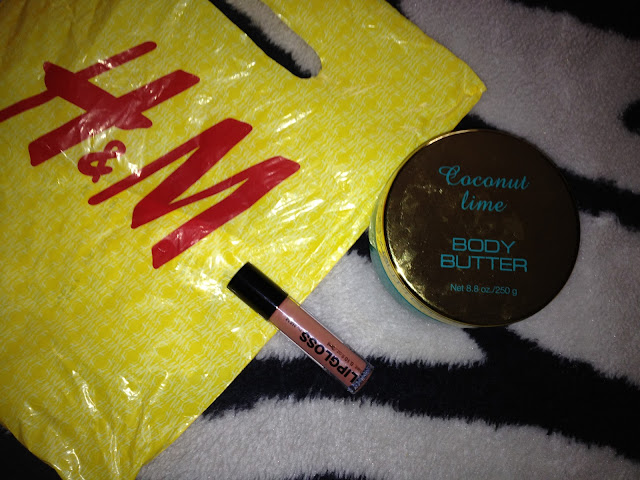 H&M
Coconut
lime
BODY
BUTTER
Net 8.8 oz./250 g
LIPGLOSS